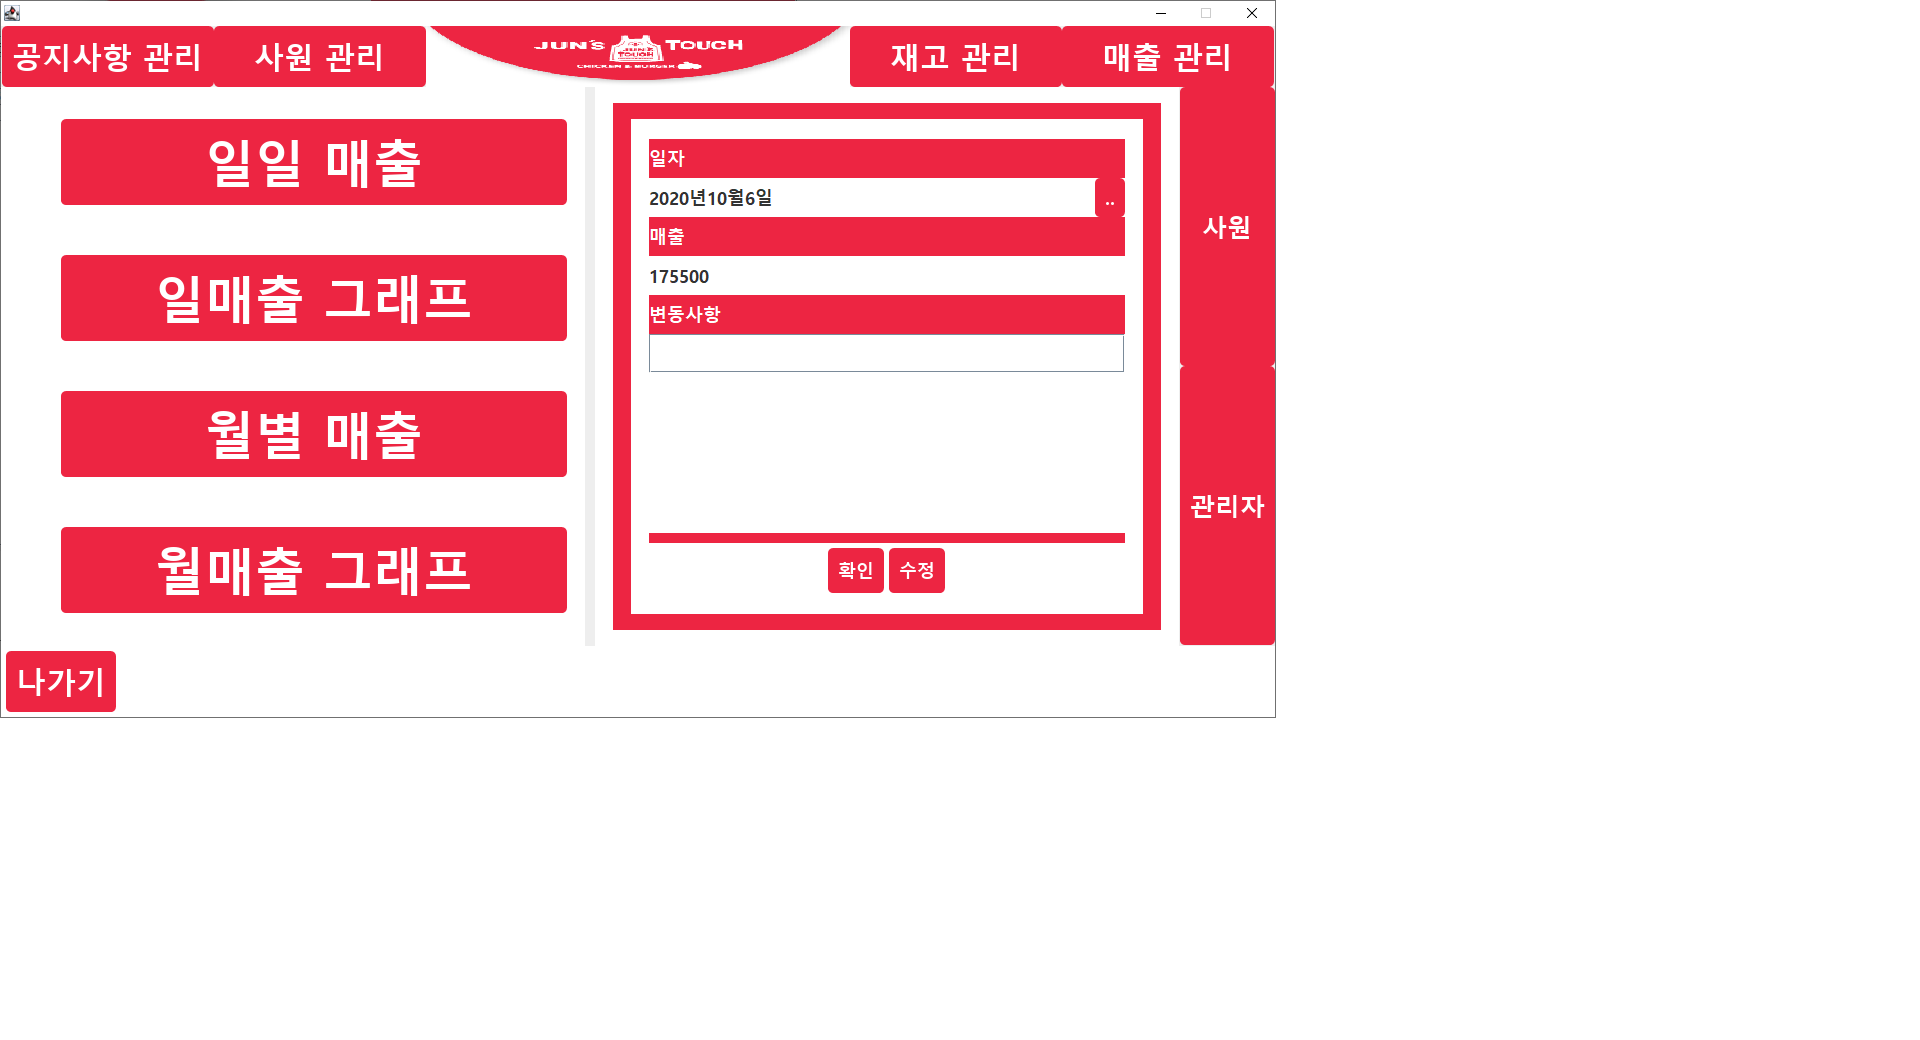 공지사항 관리
사원 관리
JUN's TOUCH
JUN'S
TOUCH
CHICKEN & BURGER
재고 관리
매출 관리
일일 매출
일매출 그래프
월별 매출
월매출 그래프
일자
2020년10월6일
..
매출
175500
변동사항
확인
수정
사원
관리자
나가기